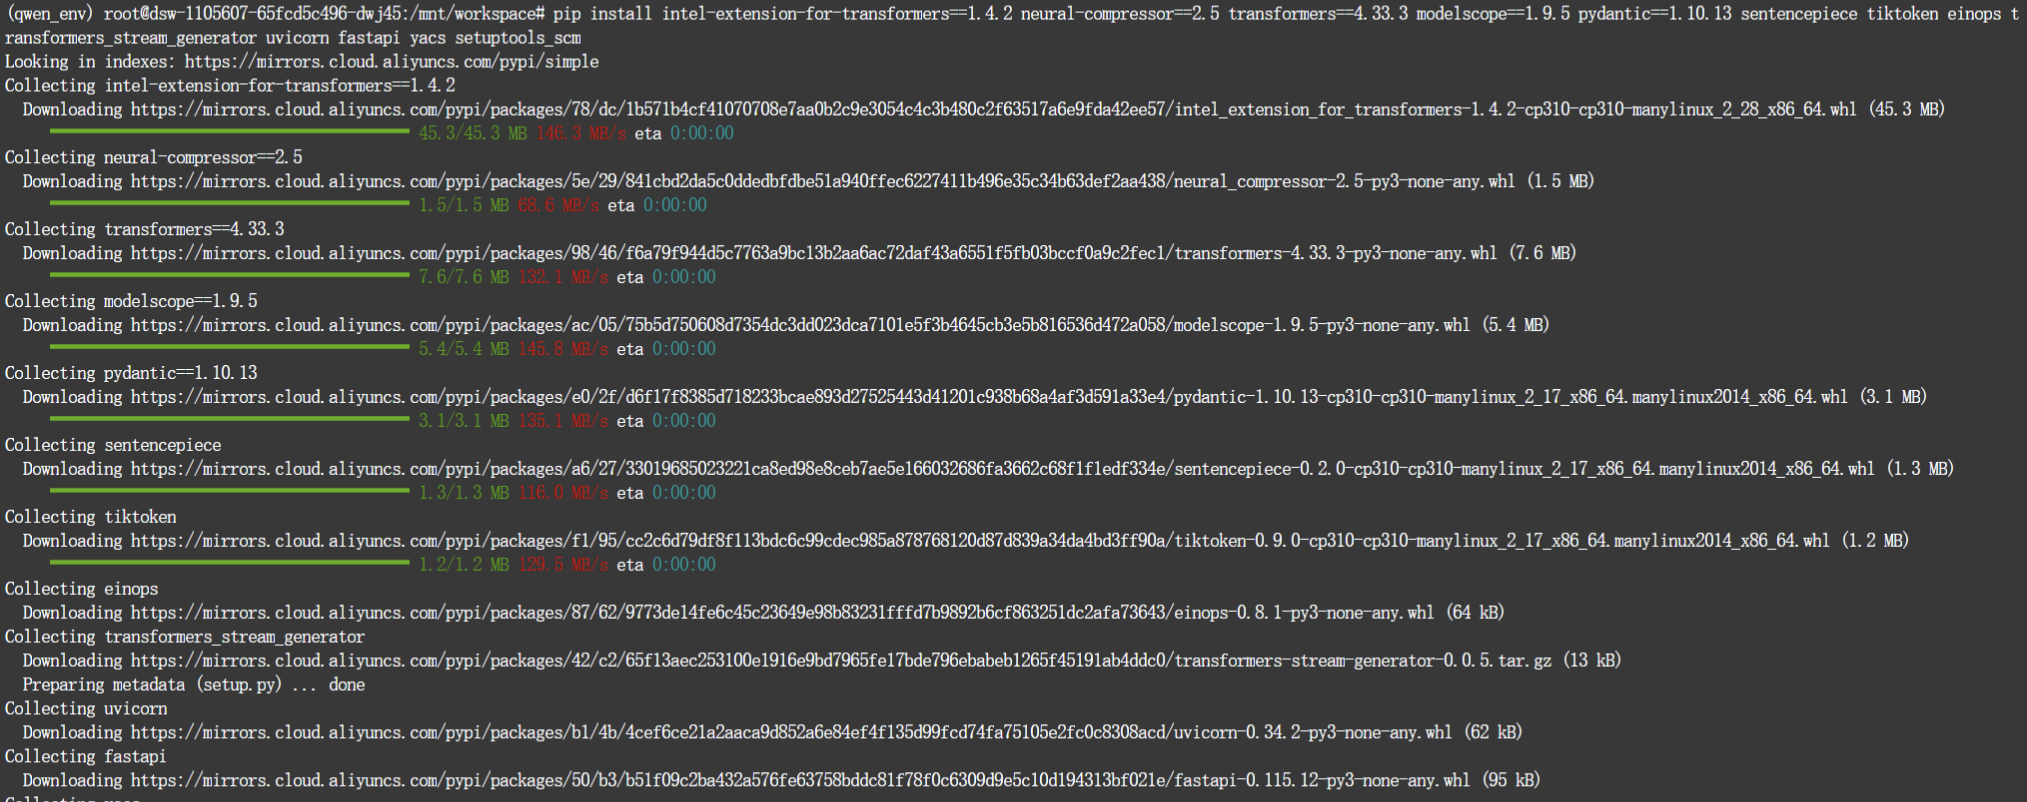 (qwen_env) root@dsw-1105607-65fcd5c496-dwj45:/mnt/workspace# pip install intel-extension-for-transformers==1.4.2 neural-compressor==2.5 transformers==4.33.3 modelscope==1.9.5 pydantic==1.10.13 sentencepiece tiktoken einops t
ransformers_stream_generator uvicorn fastapi yacs setuptools_scm
Looking in indexes: https://mirrors.cloud.aliyuncs.com/pypi/simple
Collecting intel-extension-for-transformers==1.4.2
Downloading https://mirrors.cloud.aliyuncs.com/pypi/packages/78/dc/1b571b4cf41070708e7aa0b2c9e3054c4c3b480c2f63517a6e9fda42ee57/intel_extension_for_transformers-1.4.2-cp310-cp310-manylinux_2_28_x86_64.whl (45.3 MB)
45.3/45.3 MB 146.3 MB/s eta 0:00:00
Collecting neural-compressor==2.5
Downloading https://mirrors.cloud.aliyuncs.com/pypi/packages/5e/29/841cbd2da5c0ddedbfdbe51a940ffec6227411b496e35c34b63def2aa438/neural_compressor-2.5-py3-none-any.whl (1.5 MB)
1.5/1.5 MB 68.6 MB/s eta 0:00:00
Collecting transformers==4.33.3
Downloading https://mirrors.cloud.aliyuncs.com/pypi/packages/98/46/f6a79f944d5c7763a9bc13b2aa6ac72daf43a6551f5fb03bccf0a9c2fec1/transformers-4.33.3-py3-none-any.whl (7.6 MB)
7.6/7.6 MB 132.1 MB/s eta 0:00:00
Collecting modelscope==1.9.5
Downloading https://mirrors.cloud.aliyuncs.com/pypi/packages/ac/05/75b5d750608d7354dc3dd023dca7101e5f3b4645cb3e5b816536d472a058/modelscope-1.9.5-py3-none-any.whl (5.4 MB)
5.4/5.4 MB 145.8 MB/s eta 0:00:00
Collecting pydantic==1.10.13
Downloading https://mirrors.cloud.aliyuncs.com/pypi/packages/e0/2f/d6f17f8385d718233bcae893d27525443d41201c938b68a4af3d591a33e4/pydantic-1.10.13-cp310-cp310-manylinux_2_17_x86_64.manylinux2014_x86_64.whl (3.1 MB)
3.1/3.1 MB 135.1 MB/s eta 0:00:00
Collecting sentencepiece
Downloading https://mirrors.cloud.aliyuncs.com/pypi/packages/a6/27/33019685023221ca8ed98e8ceb7ae5e166032686fa3662c68f1f1edf334e/sentencepiece-0.2.0-cp310-cp310-manylinux_2_17_x86_64.manylinux2014_x86_64.whl (1.3 MB)
1.3/1.3 MB 116.0 MB/s eta 0:00:00
Collecting tiktoken
Downloading https://mirrors.cloud.aliyuncs.com/pypi/packages/f1/95/cc2c6d79df8f113bdc6c99cdec985a878768120d87d839a34da4bd3ff90a/tiktoken-0.9.0-cp310-cp310-manylinux_2_17_x86_64.manylinux2014_x86_64.whl (1.2 MB)
1.2/1.2 MB 129.5 MB/s eta 0:00:00
Collecting einops
Downloading https://mirrors.cloud.aliyuncs.com/pypi/packages/87/62/9773de14fe6c45c23649e98b83231fffd7b9892b6cf863251dc2afa73643/einops-0.8.1-py3-none-any.whl (64 kB)
Collecting transformers_stream_generator
Downloading https://mirrors.cloud.aliyuncs.com/pypi/packages/42/c2/65f13aec253100e1916e9bd7965fe17bde796ebabeb1265f45191ab4ddc0/transformers-stream-generator-0.0.5.tar.gz (13 kB)
Preparing metadata (setup.py) ... done
Collecting uvicorn
Downloading https://mirrors.cloud.aliyuncs.com/pypi/packages/b1/4b/4cef6ce21a2aaca9d852a6e84ef4f135d99fcd74fa75105e2fc0c8308acd/uvicorn-0.34.2-py3-none-any.whl (62 kB)
Collecting fastapi
Downloading https://mirrors.cloud.aliyuncs.com/pypi/packages/50/b3/b51f09c2ba432a576fe63758bddc81f78f0c6309d9e5c10d194313bf021e/fastapi-0.115.12-py3-none-any.whl (95 kB)